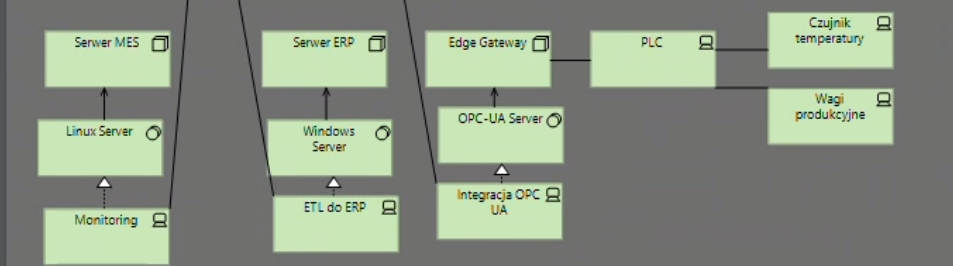 Serwer MES
Serwer ERP
Edge Gateway
PLC
Czujnik
temperatury
Wagi
produkcyjne
Linux Server
Windows
Server
OPC-UA Server
Monitoring
ETL do ERP
Integracja OPC
UA